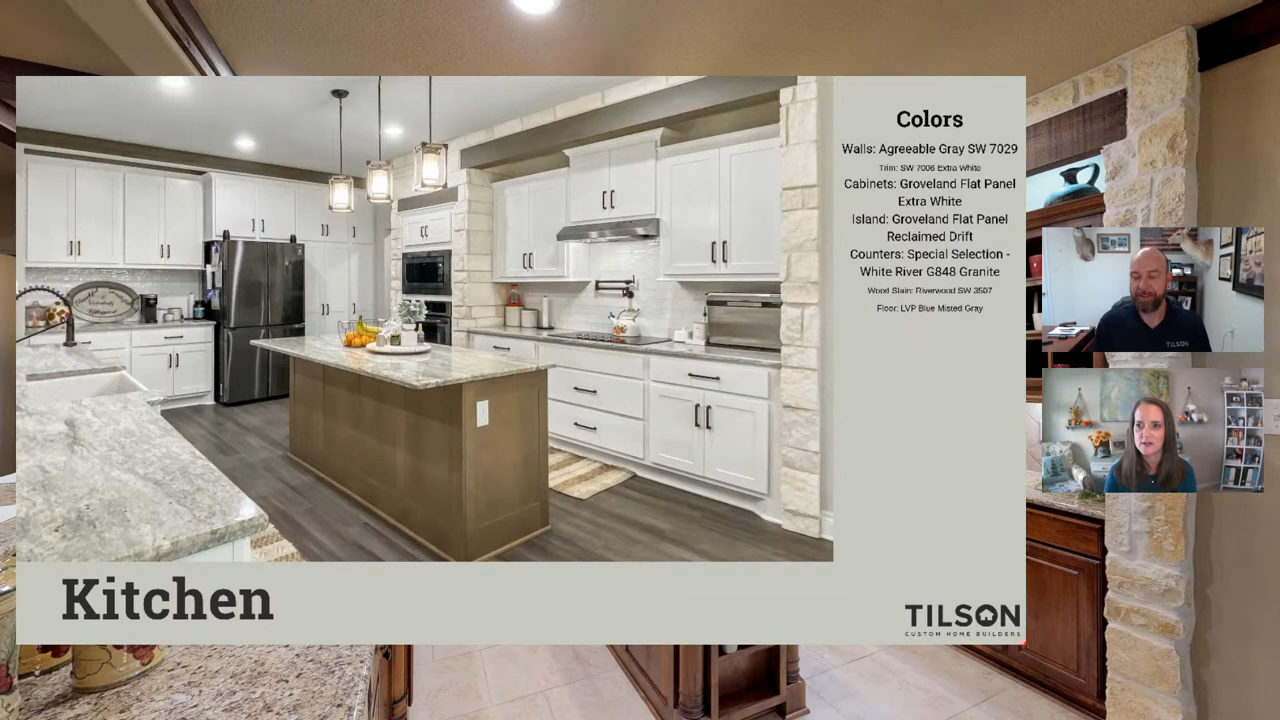 Colors
Walls: Agreeable Gray SW 7029
Trim: SW 7006 Extra White
Cabinets: Groveland Flat Panel
Extra White
Island: Groveland Flat Panel
Reclaimed Drift
Counters: Special Selection -
White River G848 Granite
Wood Stain: Riverwood SW 3507
Floor: LVP Blue Misted Gray
Kitchen
TILSON
CUSTOM HOME BUILDERS
TILSON